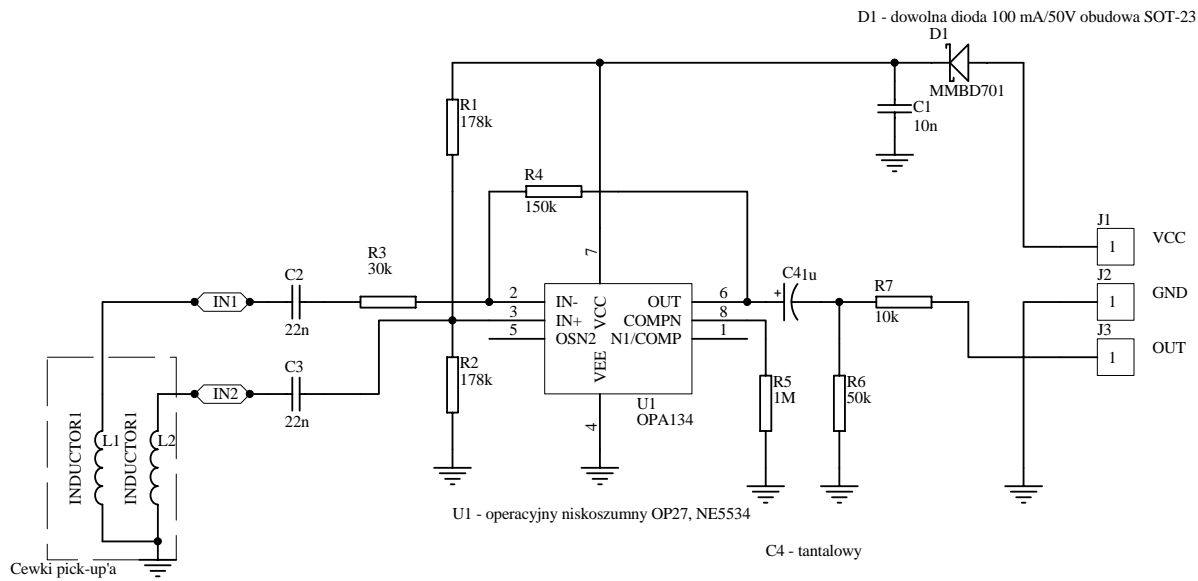 D1 - dowolna dioda 100 mA/50V obudowa SOT-23
D1
MMBD701
C1
10n
R1
178k
R4
150k
7
J1
1
VCC
R3
30k
C2
C4
1u
J2
1
GND
IN1
22n
2
IN-
VCC
OUT
6
R7
10k
3
IN+
COMPN
8
5
OSN2
N1/COMP
1
J3
1
OUT
VEE
R2
178k
C3
IN2
22n
R5
1M
R6
50k
U1
OPA134
4
INDUCTOR1
L1
INDUCTOR1
L2
U1 - operacyjny niskoszumny OP27, NE5534
C4 - tantalowy
Cewki pick-up'a